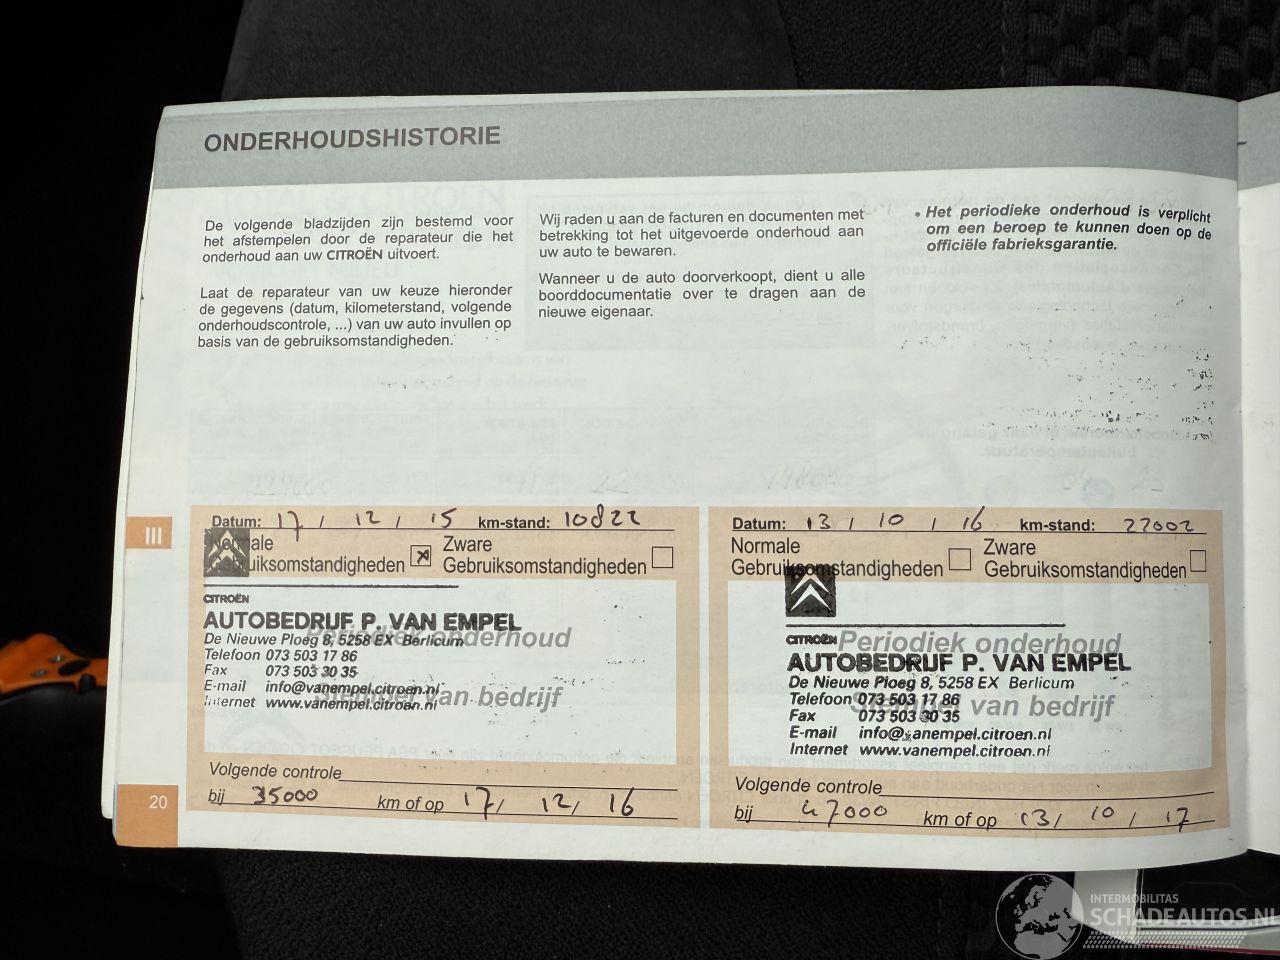 ONDERHOUDSHISTORIE
De volgende bladzijden zijn bestemd voor
het afstempelen door de reparateur die het
onderhoud aan uw CITROËN uitvoert.
Laat de reparateur van uw keuze hieronder
de gegevens (datum, kilometerstand, volgende
onderhoudscontrole, ...) van uw auto invullen op
basis van de gebruiksomstandigheden.
Wij raden u aan de facturen en documenten met
betrekking tot het uitgevoerde onderhoud aan
uw auto te bewaren.
Wanneer u de auto doorverkoopt, dient u alle
boorddocumentatie over te dragen aan de
nieuwe eigenaar.
• Het periodieke onderhoud is verplicht
om een beroep te kunnen doen op de
officiële fabrieksgarantie.
III
20
Datum: 17 / 12 / 15 km-stand: 10822
Normale
Gebruiksomstandigheden
Zware
Gebruiksomstandigheden
CITROËN
AUTOBEDRIJF P. VAN EMPEL
De Nieuwe Ploeg 8, 5258 EX Berlicum
Periodiek onderhoud
Telefoon 073 503 17 86
Fax 073 503 30 35
E-mail info@vanempel.citroen.nl
Stempel van bedrijf
Internet www.vanempel.citroen.nl
Volgende controle
bij 35000 km of op 17 / 12 / 16
Datum: 13 / 10 / 16 km-stand: 27002
Normale
Gebruiksomstandigheden
Zware
Gebruiksomstandigheden
CITROËN
Periodiek onderhoud
AUTOBEDRIJF P. VAN EMPEL
De Nieuwe Ploeg 8, 5258 EX Berlicum
Telefoon 073 503 17 86
Stempel van bedrijf
Fax 073 503 30 35
E-mail info@vanempel.citroen.nl
Internet www.vanempel.citroen.nl
Volgende controle
bij 47000 km of op 13 / 10 / 17
INTERMOBILITAS
SCHADEAUTOS.NL